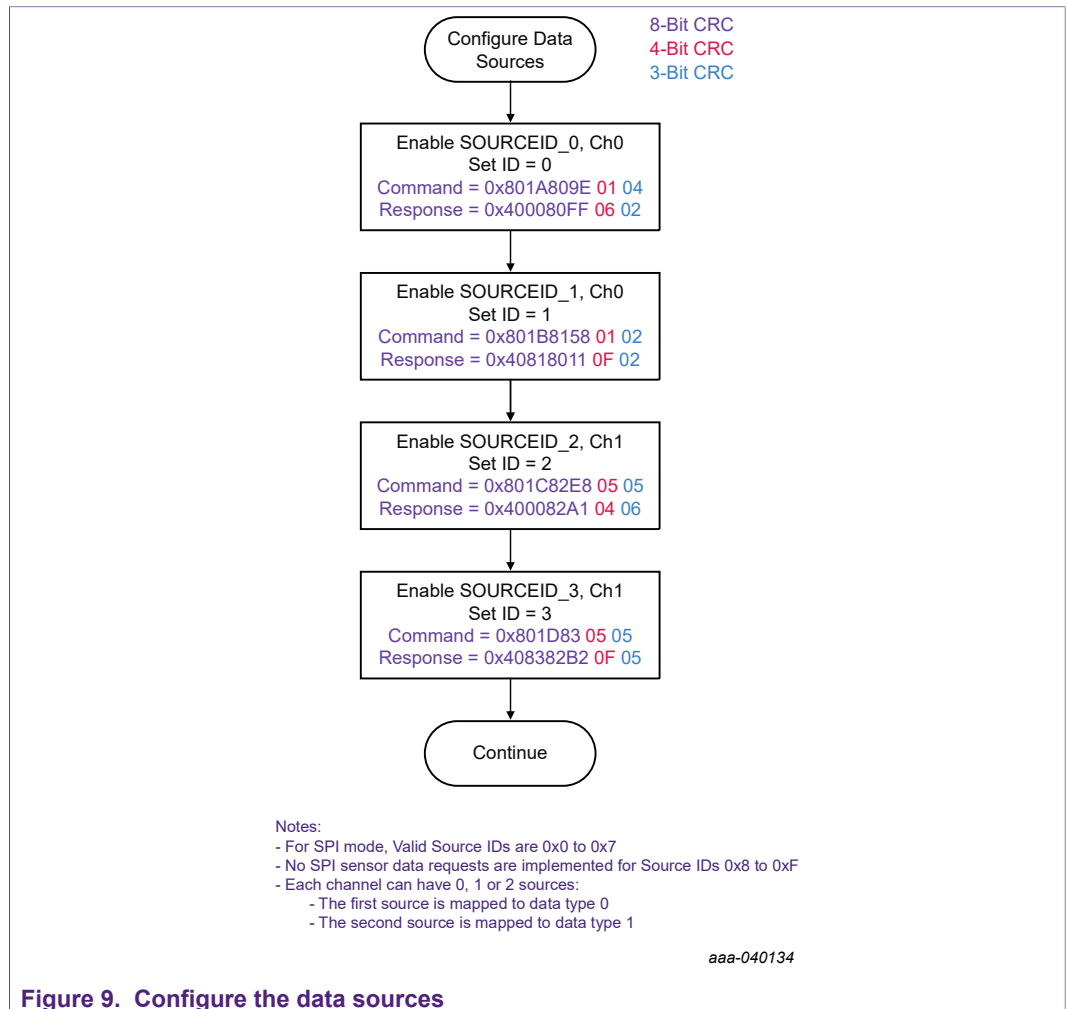 Configure Data
Sources
8-Bit CRC
4-Bit CRC
3-Bit CRC
Enable SOURCEID_0, Ch0
Set ID = 0
Command = 0x801A809E 01 04
Response = 0x400080FF 06 02
Enable SOURCEID_1, Ch0
Set ID = 1
Command = 0x801B8158 01 02
Response = 0x40818011 0F 02
Enable SOURCEID_2, Ch1
Set ID = 2
Command = 0x801C82E8 05 05
Response = 0x400082A1 04 06
Enable SOURCEID_3, Ch1
Set ID = 3
Command = 0x801D83 05 05
Response = 0x408382B2 0F 05
Continue
Notes:
- For SPI mode, Valid Source IDs are 0x0 to 0x7
- No SPI sensor data requests are implemented for Source IDs 0x8 to 0xF
- Each channel can have 0, 1 or 2 sources:
- The first source is mapped to data type 0
- The second source is mapped to data type 1
aaa-040134
Figure 9. Configure the data sources